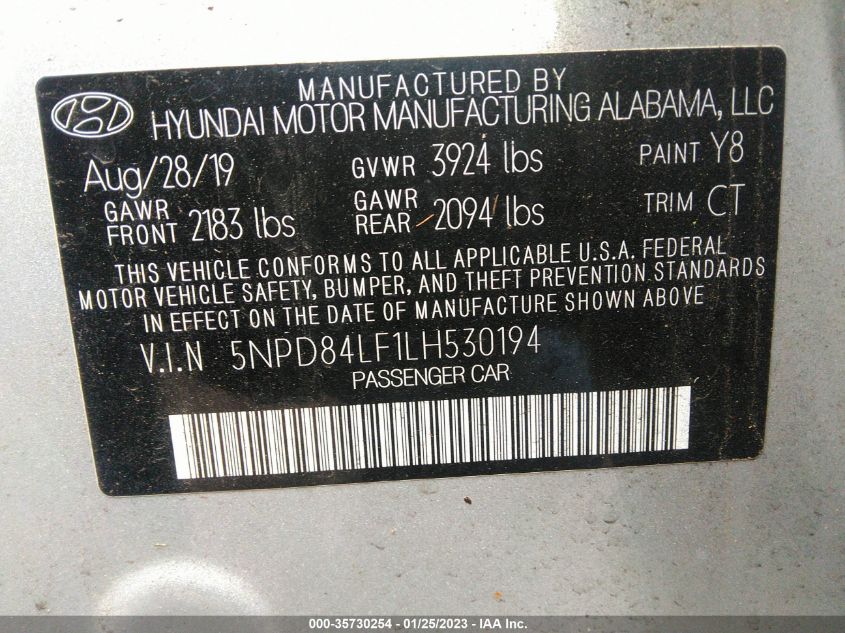 MANUFACTURED BY
HYUNDAI MOTOR MANUFACTURING ALABAMA, LLC
Aug/28/19 GVWR 3924 lbs PAINT Y8
GAWR FRONT 2183 lbs GAWR REAR 2094 lbs TRIM CT
THIS VEHICLE CONFORMS TO ALL APPLICABLE U.S.A. FEDERAL
MOTOR VEHICLE SAFETY, BUMPER, AND THEFT PREVENTION STANDARDS
IN EFFECT ON THE DATE OF MANUFACTURE SHOWN ABOVE
V.I.N 5NPD84LF1LH530194
PASSENGER CAR
000-35730254 - 01/25/2023 - IAA Inc.